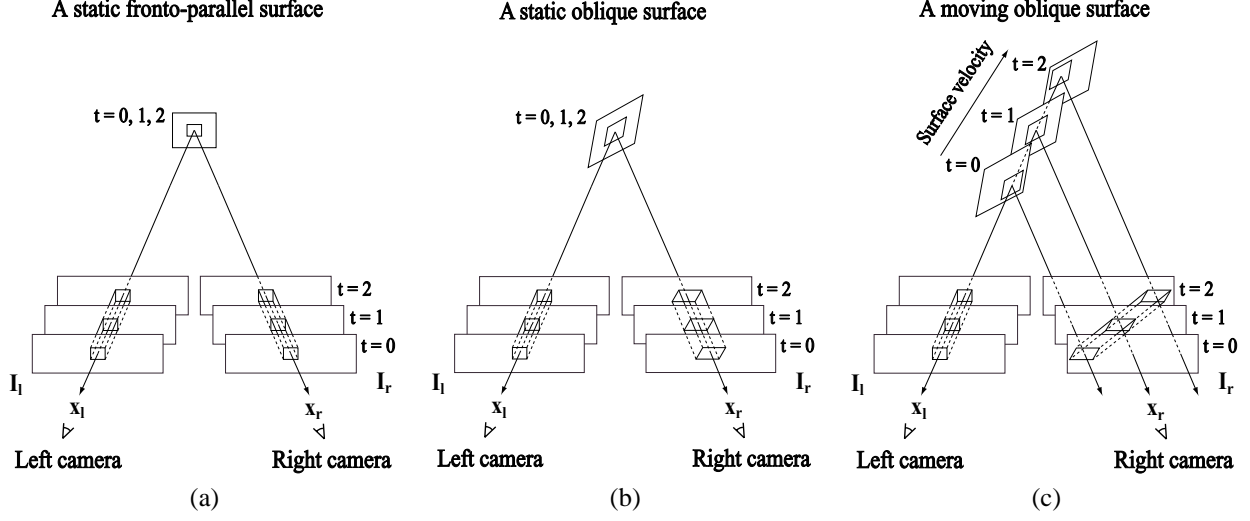 A static fronto-parallel surface
t = 0, 1, 2
t = 2
t = 1
t = 0
I_l
I_r
x_l
x_r
Left camera
Right camera
(a)
A static oblique surface
t = 0, 1, 2
t = 2
t = 1
t = 0
I_l
I_r
x_l
x_r
Left camera
Right camera
(b)
A moving oblique surface
Surface velocity
t = 2
t = 1
t = 0
t = 2
t = 1
t = 0
I_l
I_r
x_l
x_r
Left camera
Right camera
(c)